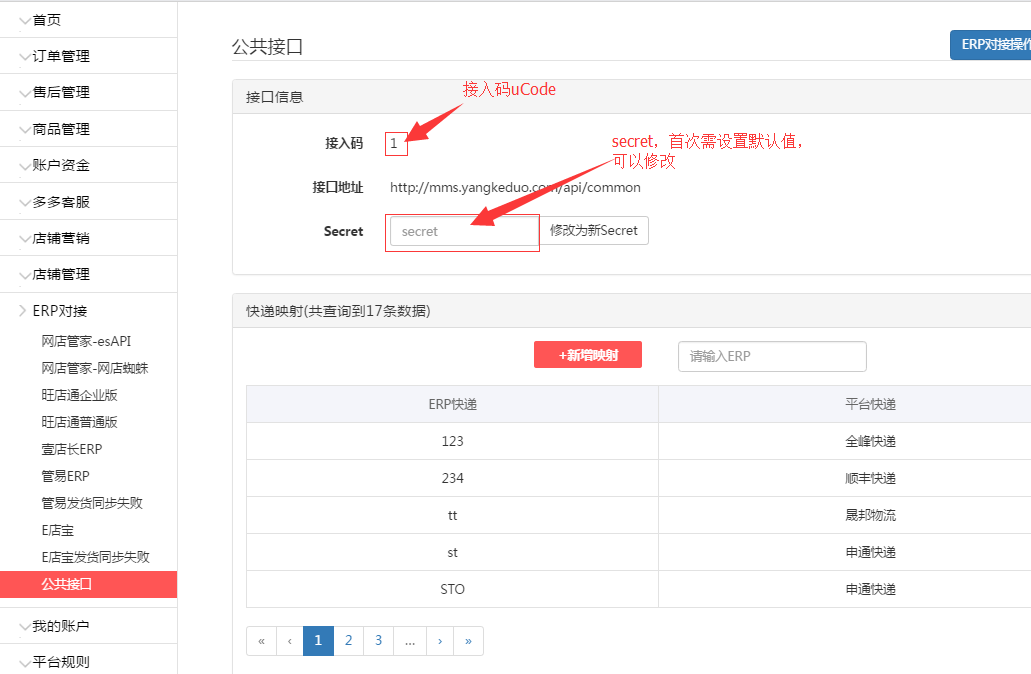 首页
订单管理
售后管理
商品管理
账户资金
多多客服
店铺营销
店铺管理
ERP对接
网店管家-esAPI
网店管家-网店蜘蛛
旺店通企业版
旺店通普通版
壹店长ERP
管易ERP
管易发货同步失败
E店宝
E店宝发货同步失败
公共接口
我的账户
平台规则
公共接口
ERP对接操作
接口信息
接入码uCode
接入码 1
secret，首次需设置默认值，
可以修改
接口地址 http://mms.yangkeduo.com/api/common
Secret secret 修改为新Secret
快递映射(共查询到17条数据)
+新增映射 请输入ERP
ERP快递 平台快递
123 全峰快递
234 顺丰快递
tt 晟邦物流
st 申通快递
STO 申通快递
« ‹ 1 2 3 ... › »